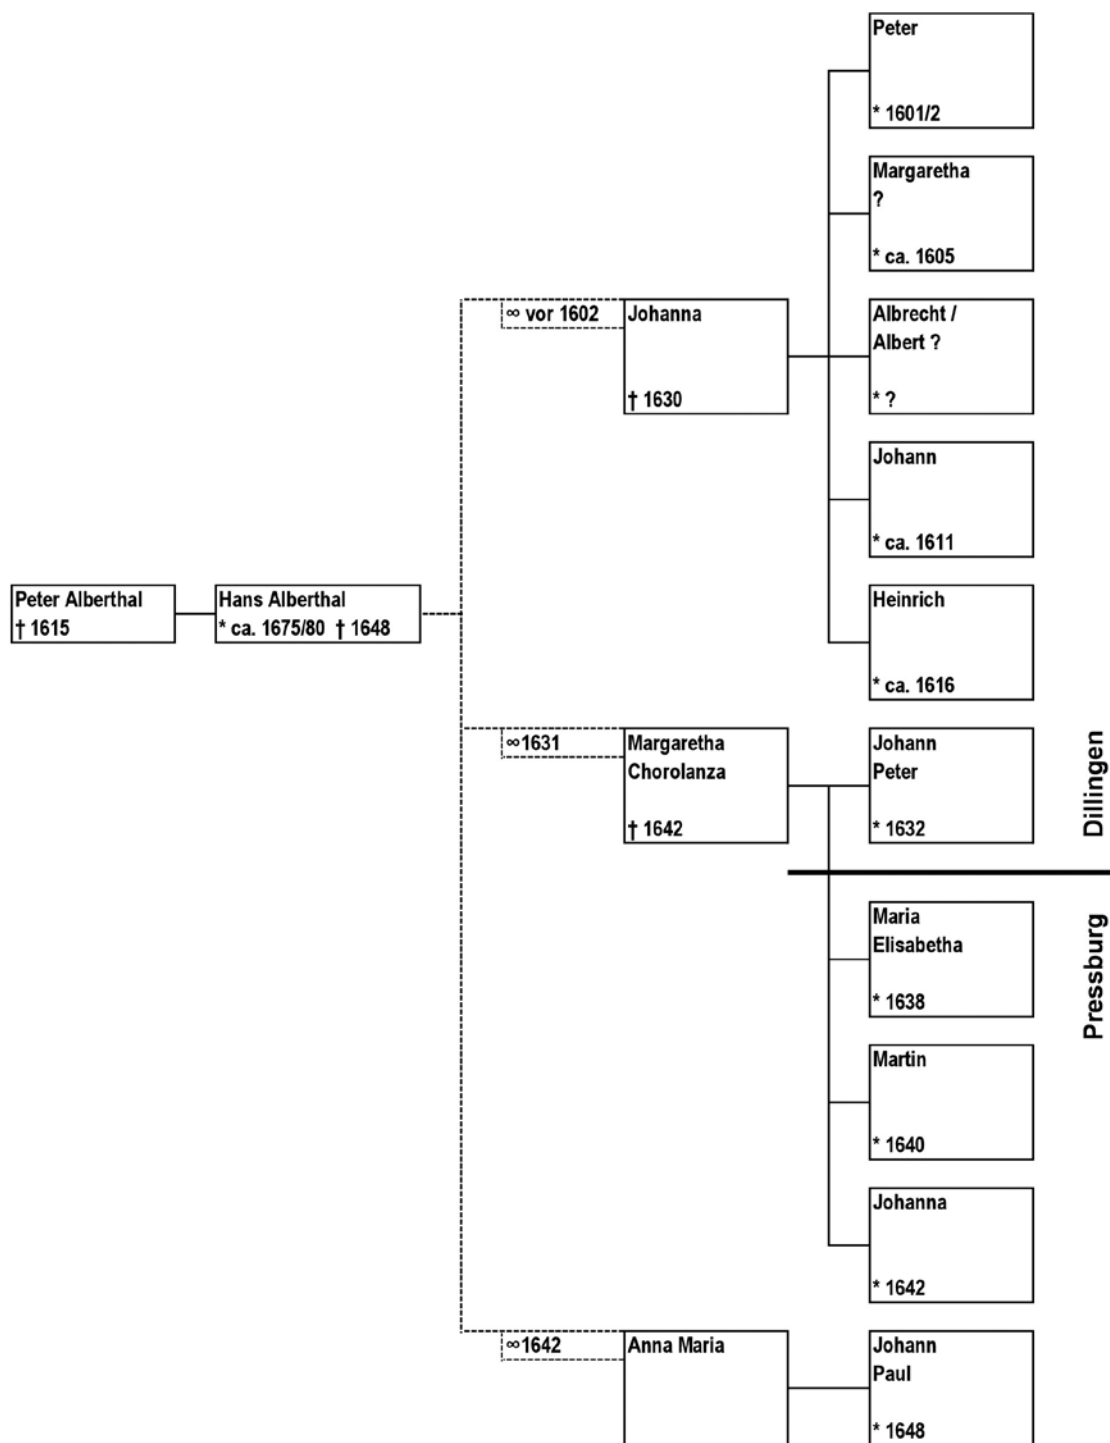 Peter Alberthal
† 1615
Hans Alberthal
* ca. 1675/80 † 1648
∞ vor 1602
Johanna
† 1630
Peter
* 1601/2
Margaretha
?
* ca. 1605
Albrecht /
Albert ?
* ?
Johann
* ca. 1611
Heinrich
* ca. 1616
∞1631
Margaretha
Chorolanza
† 1642
Johann
Peter
* 1632
Dillingen
Pressburg
Maria
Elisabetha
* 1638
Martin
* 1640
Johanna
* 1642
∞1642
Anna Maria
Johann
Paul
* 1648